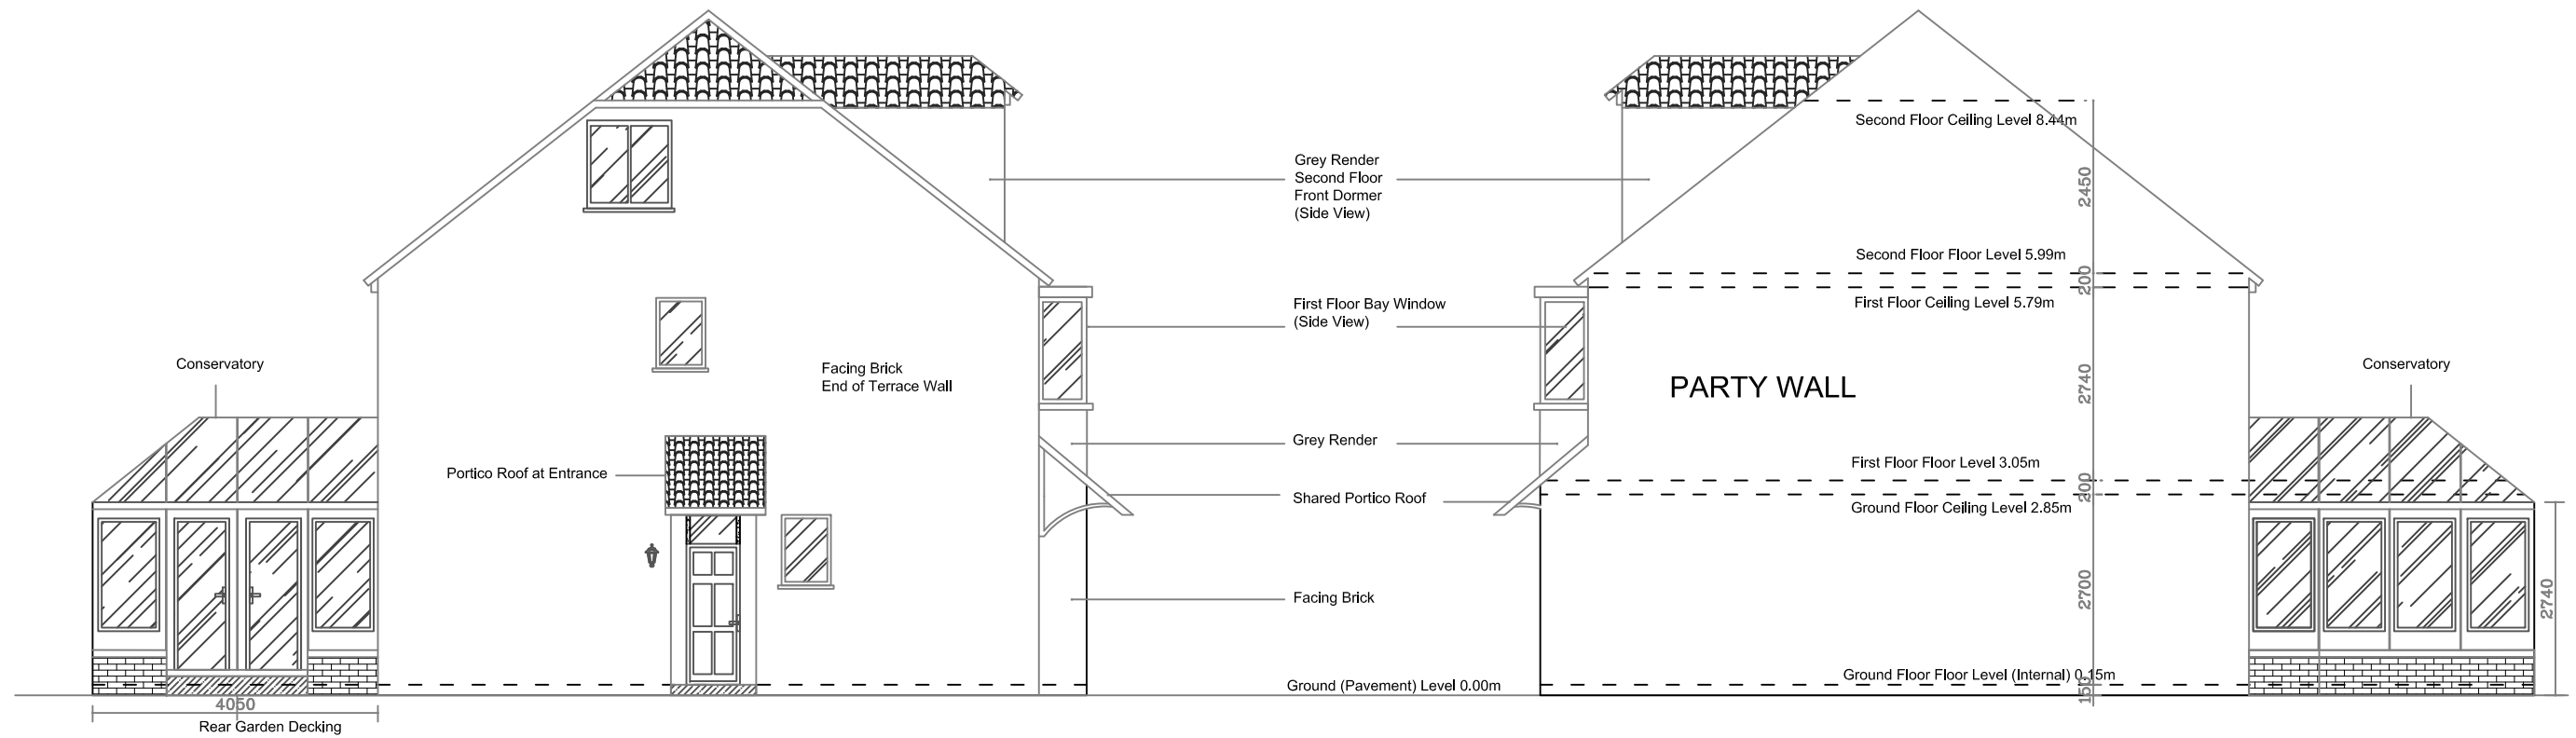 Second Floor Ceiling Level 8.44m
Grey Render
Second Floor
Front Dormer
(Side View)
2450
Second Floor Floor Level 5.99m
200
First Floor Ceiling Level 5.79m
First Floor Bay Window
(Side View)
Conservatory
Facing Brick
End of Terrace Wall
PARTY WALL
2740
Conservatory
Grey Render
Portico Roof at Entrance
First Floor Floor Level 3.05m
200
Shared Portico Roof
Ground Floor Ceiling Level 2.85m
Facing Brick
2700
2740
Ground Floor Floor Level (Internal) 0.15m
Ground (Pavement) Level 0.00m
150
4050
Rear Garden Decking